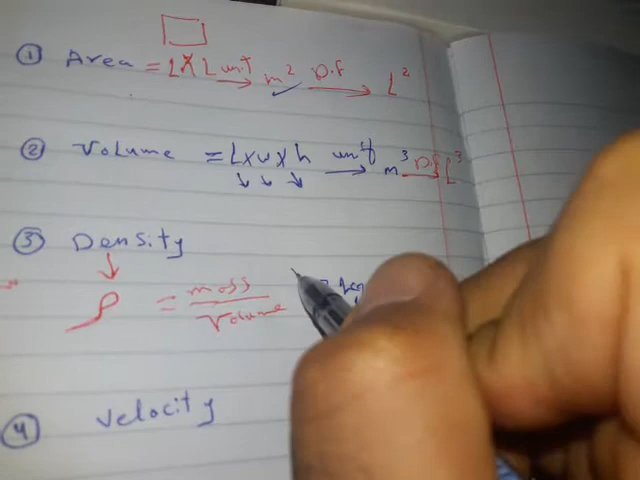 ① Area = L X L unit → m² D.f → L²
② Volume = L x w x h unit → m³ D.f → L³
③ Density
ρ = mass / Volume =
④ Velocity